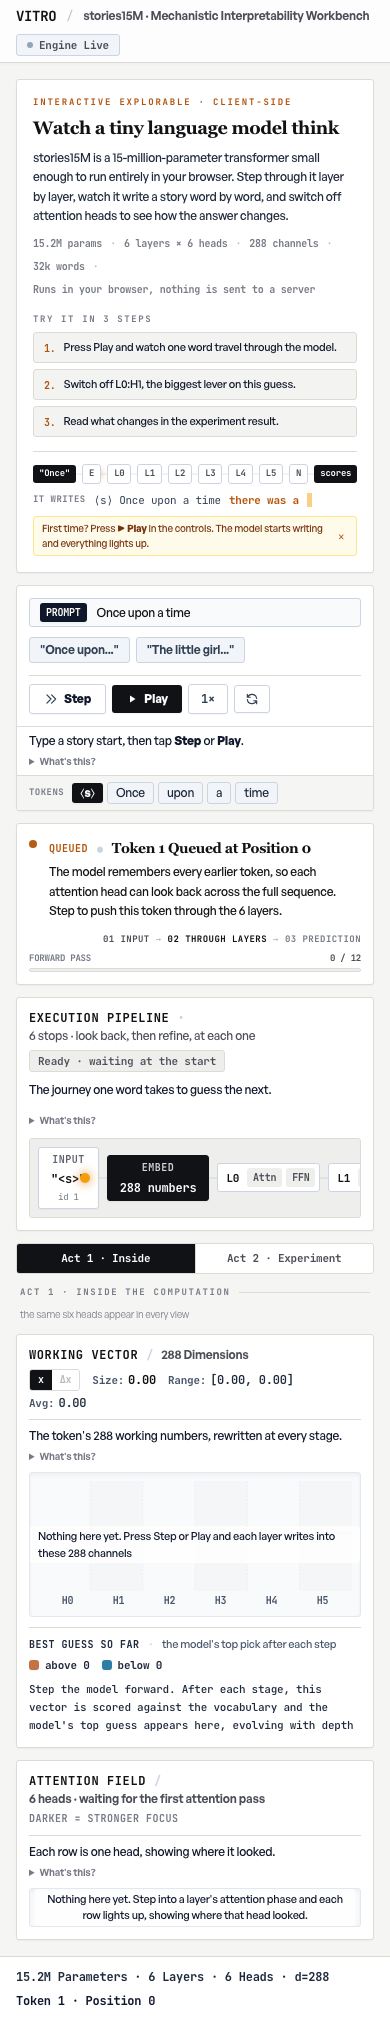 VITRO / stories15M · Mechanistic Interpretability Workbench
Engine Live
INTERACTIVE EXPLORABLE · CLIENT-SIDE
Watch a tiny language model think
stories15M is a 15-million-parameter transformer small
enough to run entirely in your browser. Step through it layer
by layer, watch it write a story word by word, and switch off
attention heads to see how the answer changes.
15.2M params · 6 layers × 6 heads · 288 channels ·
32k words ·
Runs in your browser, nothing is sent to a server
TRY IT IN 3 STEPS
1. Press Play and watch one word travel through the model.
2. Switch off L0:H1, the biggest lever on this guess.
3. Read what changes in the experiment result.
"Once" E L0 L1 L2 L3 L4 L5 N scores
IT WRITES ⟨s⟩ Once upon a time there was a
First time? Press ▶ Play in the controls. The model starts writing
and everything lights up. ×
PROMPT Once upon a time
"Once upon..." "The little girl..."
Step Play 1×
Type a story start, then tap Step or Play.
▶ What's this?
TOKENS ⟨s⟩ Once upon a time
QUEUED Token 1 Queued at Position 0
The model remembers every earlier token, so each
attention head can look back across the full sequence.
Step to push this token through the 6 layers.
01 INPUT → 02 THROUGH LAYERS → 03 PREDICTION
FORWARD PASS 0 / 12
EXECUTION PIPELINE ·
6 stops · look back, then refine, at each one
Ready · waiting at the start
The journey one word takes to guess the next.
▶ What's this?
INPUT
"<s>"
id 1
EMBED
288 numbers
L0 Attn FFN L1
Act 1 · Inside Act 2 · Experiment
ACT 1 · INSIDE THE COMPUTATION
the same six heads appear in every view
WORKING VECTOR / 288 Dimensions
x Δx Size: 0.00 Range: [0.00, 0.00]
Avg: 0.00
The token's 288 working numbers, rewritten at every stage.
▶ What's this?
Nothing here yet. Press Step or Play and each layer writes into
these 288 channels
H0 H1 H2 H3 H4 H5
BEST GUESS SO FAR · the model's top pick after each step
above 0 below 0
Step the model forward. After each stage, this
vector is scored against the vocabulary and the
model's top guess appears here, evolving with depth
ATTENTION FIELD /
6 heads · waiting for the first attention pass
DARKER = STRONGER FOCUS
Each row is one head, showing where it looked.
▶ What's this?
Nothing here yet. Step into a layer's attention phase and each
row lights up, showing where that head looked.
15.2M Parameters · 6 Layers · 6 Heads · d=288
Token 1 · Position 0